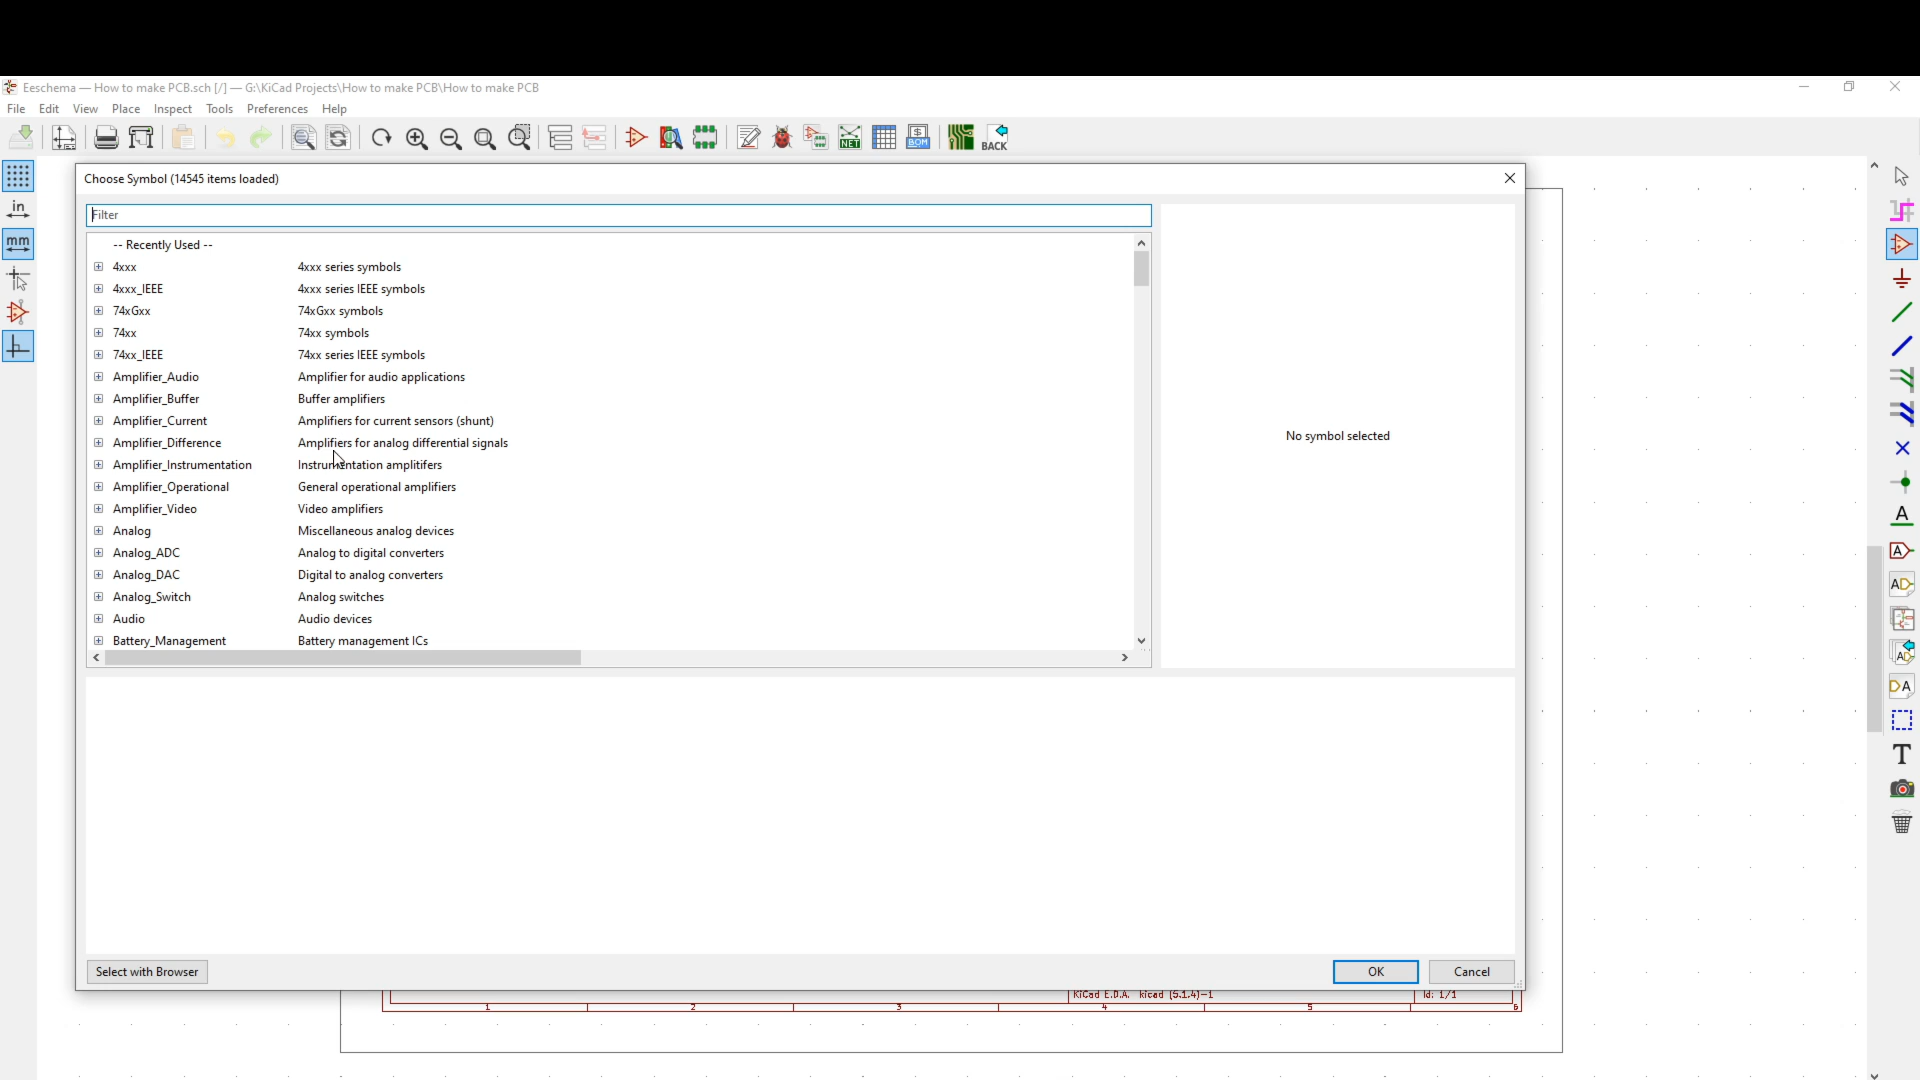 Eeschema — How to make PCB.sch [/] — G:\KiCad Projects\How to make PCB\How to make PCB
File Edit View Place Inspect Tools Preferences Help
NET BOM BACK
Choose Symbol (14545 items loaded)
Filter
-- Recently Used --
4xxx 4xxx series symbols
4xxx_IEEE 4xxx series IEEE symbols
74xGxx 74xGxx symbols
74xx 74xx symbols
74xx_IEEE 74xx series IEEE symbols
Amplifier_Audio Amplifier for audio applications
Amplifier_Buffer Buffer amplifiers
Amplifier_Current Amplifiers for current sensors (shunt)
Amplifier_Difference Amplifiers for analog differential signals
Amplifier_Instrumentation Instrumentation amplitifers
Amplifier_Operational General operational amplifiers
Amplifier_Video Video amplifiers
Analog Miscellaneous analog devices
Analog_ADC Analog to digital converters
Analog_DAC Digital to analog converters
Analog_Switch Analog switches
Audio Audio devices
Battery_Management Battery management ICs
No symbol selected
Select with Browser
OK
Cancel
in
mm
KiCad E.D.A. kicad (5.1.4)-1
Id: 1/1
1 2 3 4 5 6
A
A
A
A
A
T